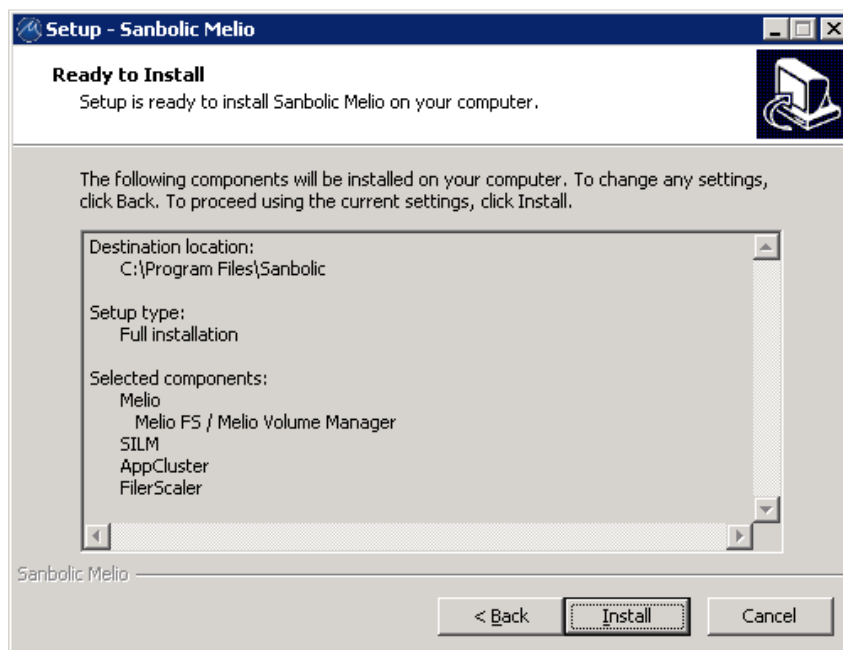 Setup - Sanbolic Melio
Ready to Install
Setup is ready to install Sanbolic Melio on your computer.
The following components will be installed on your computer. To change any settings,
click Back. To proceed using the current settings, click Install.
Destination location:
C:\Program Files\Sanbolic
Setup type:
Full installation
Selected components:
Melio
Melio FS / Melio Volume Manager
SILM
AppCluster
FilerScaler
Sanbolic Melio
< Back
Install
Cancel